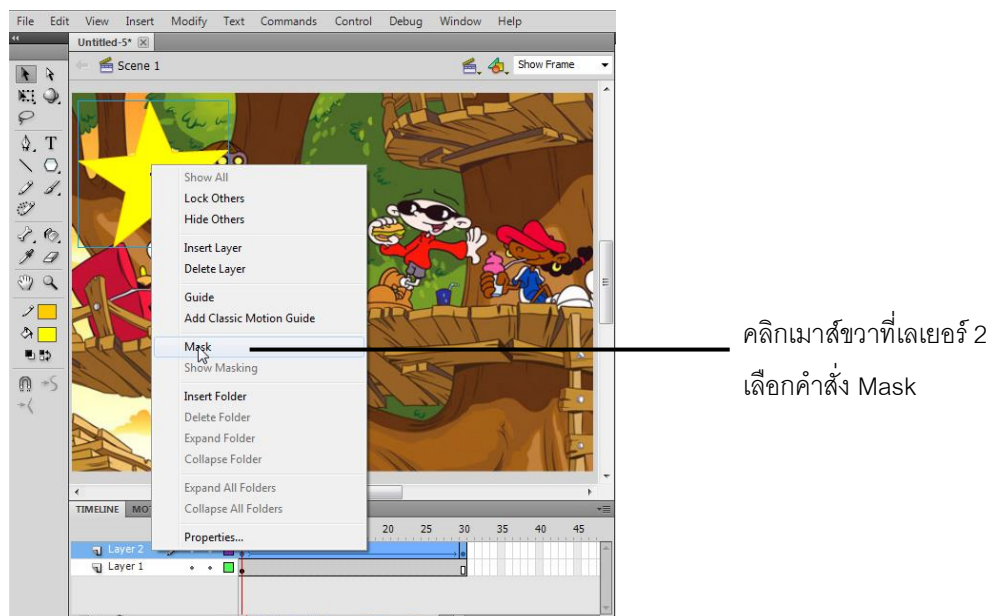 File Edit View Insert Modify Text Commands Control Debug Window Help
Untitled-5*
Scene 1
Show Frame
T
Show All
Lock Others
Hide Others
Insert Layer
Delete Layer
Guide
Add Classic Motion Guide
Mask
Show Masking
Insert Folder
Delete Folder
Expand Folder
Collapse Folder
Expand All Folders
Collapse All Folders
Properties...
คลิกเมาส์ขวาที่เลเยอร์ 2
เลือกคำสั่ง Mask
TIMELINE MO
20 25 30 35 40 45
Layer 2
Layer 1